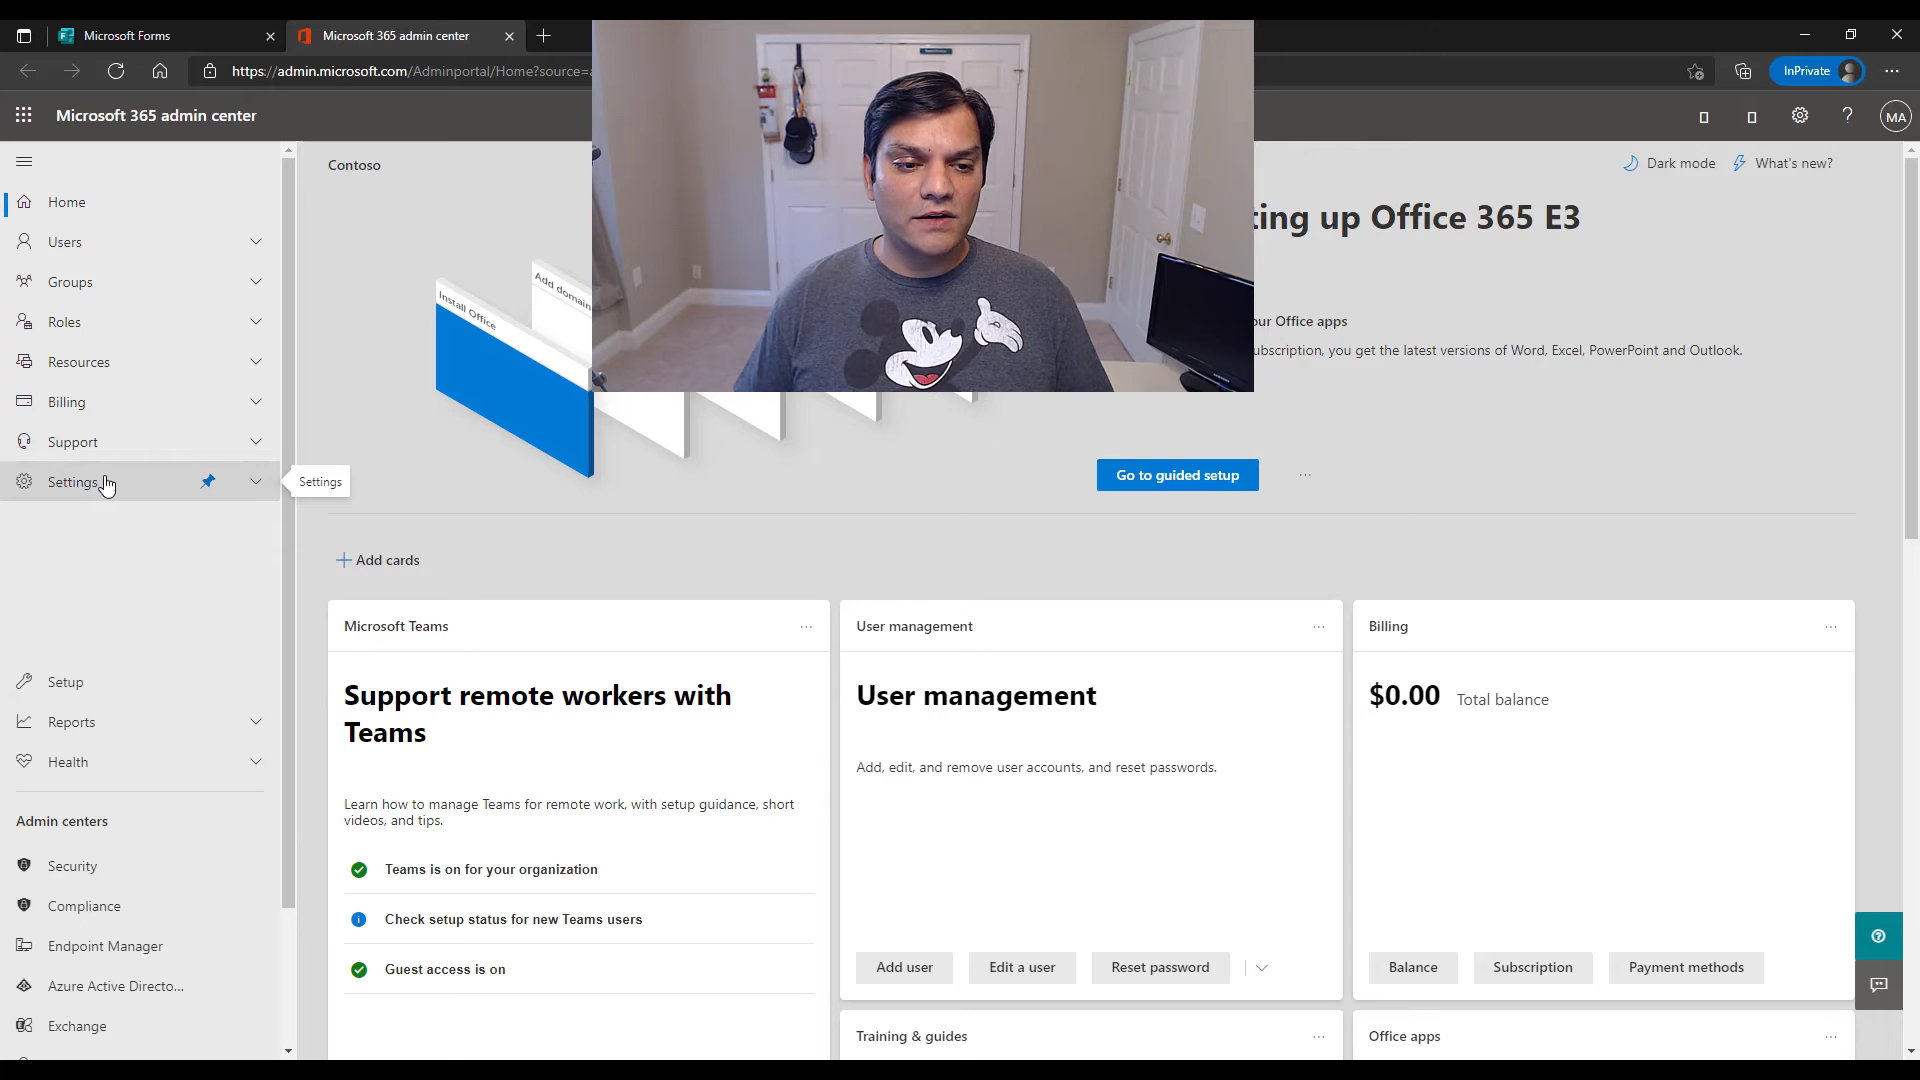 Microsoft Forms
Microsoft 365 admin center
https://admin.microsoft.com/Adminportal/Home?source=
InPrivate
Microsoft 365 admin center
MA
Contoso
Dark mode
What's new?
Home
Users
Groups
Roles
Resources
Billing
Support
Settings
Settings
Setup
Reports
Health
Admin centers
Security
Compliance
Endpoint Manager
Azure Active Directo...
Exchange
ting up Office 365 E3
Install Office
Add domain
our Office apps
ubscription, you get the latest versions of Word, Excel, PowerPoint and Outlook.
Go to guided setup
Add cards
Microsoft Teams
Support remote workers with
Teams
Learn how to manage Teams for remote work, with setup guidance, short
videos, and tips.
Teams is on for your organization
Check setup status for new Teams users
Guest access is on
User management
User management
Add, edit, and remove user accounts, and reset passwords.
Add user
Edit a user
Reset password
Billing
$0.00 Total balance
Balance
Subscription
Payment methods
Training & guides
Office apps